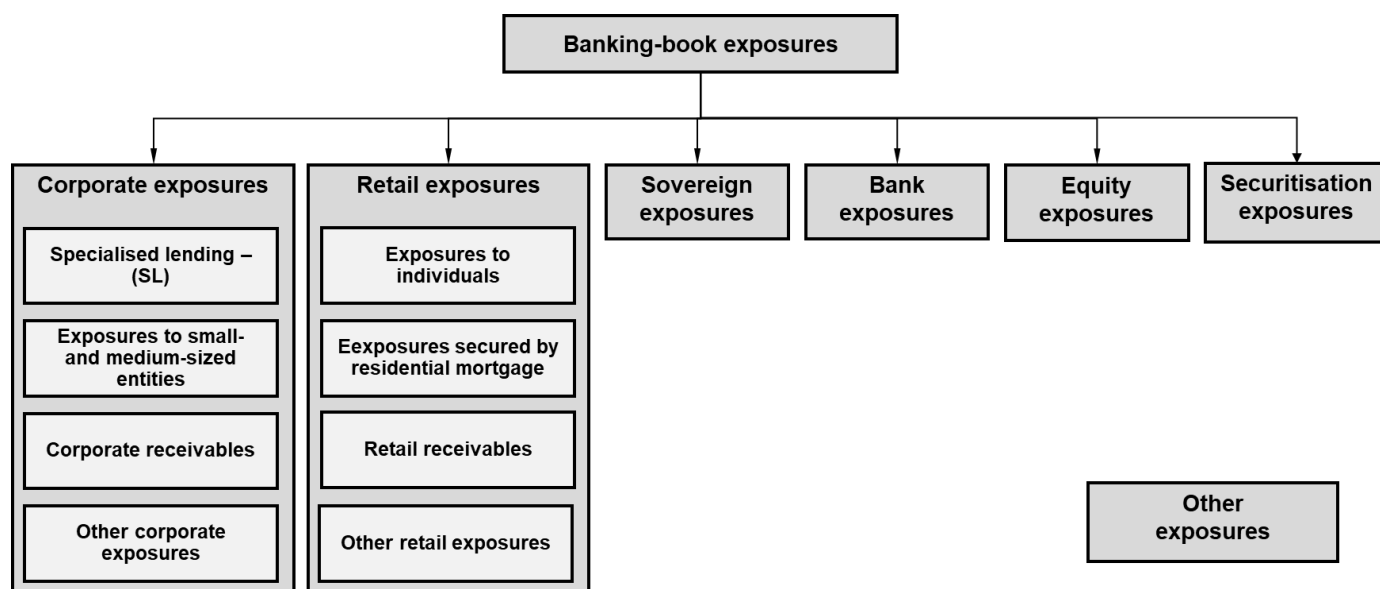 Banking-book exposures
Corporate exposures
Specialised lending –
(SL)
Exposures to small-
and medium-sized
entities
Corporate receivables
Other corporate
exposures
Retail exposures
Exposures to
individuals
Eexposures secured by
residential mortgage
Retail receivables
Other retail exposures
Sovereign
exposures
Bank
exposures
Equity
exposures
Securitisation
exposures
Other
exposures